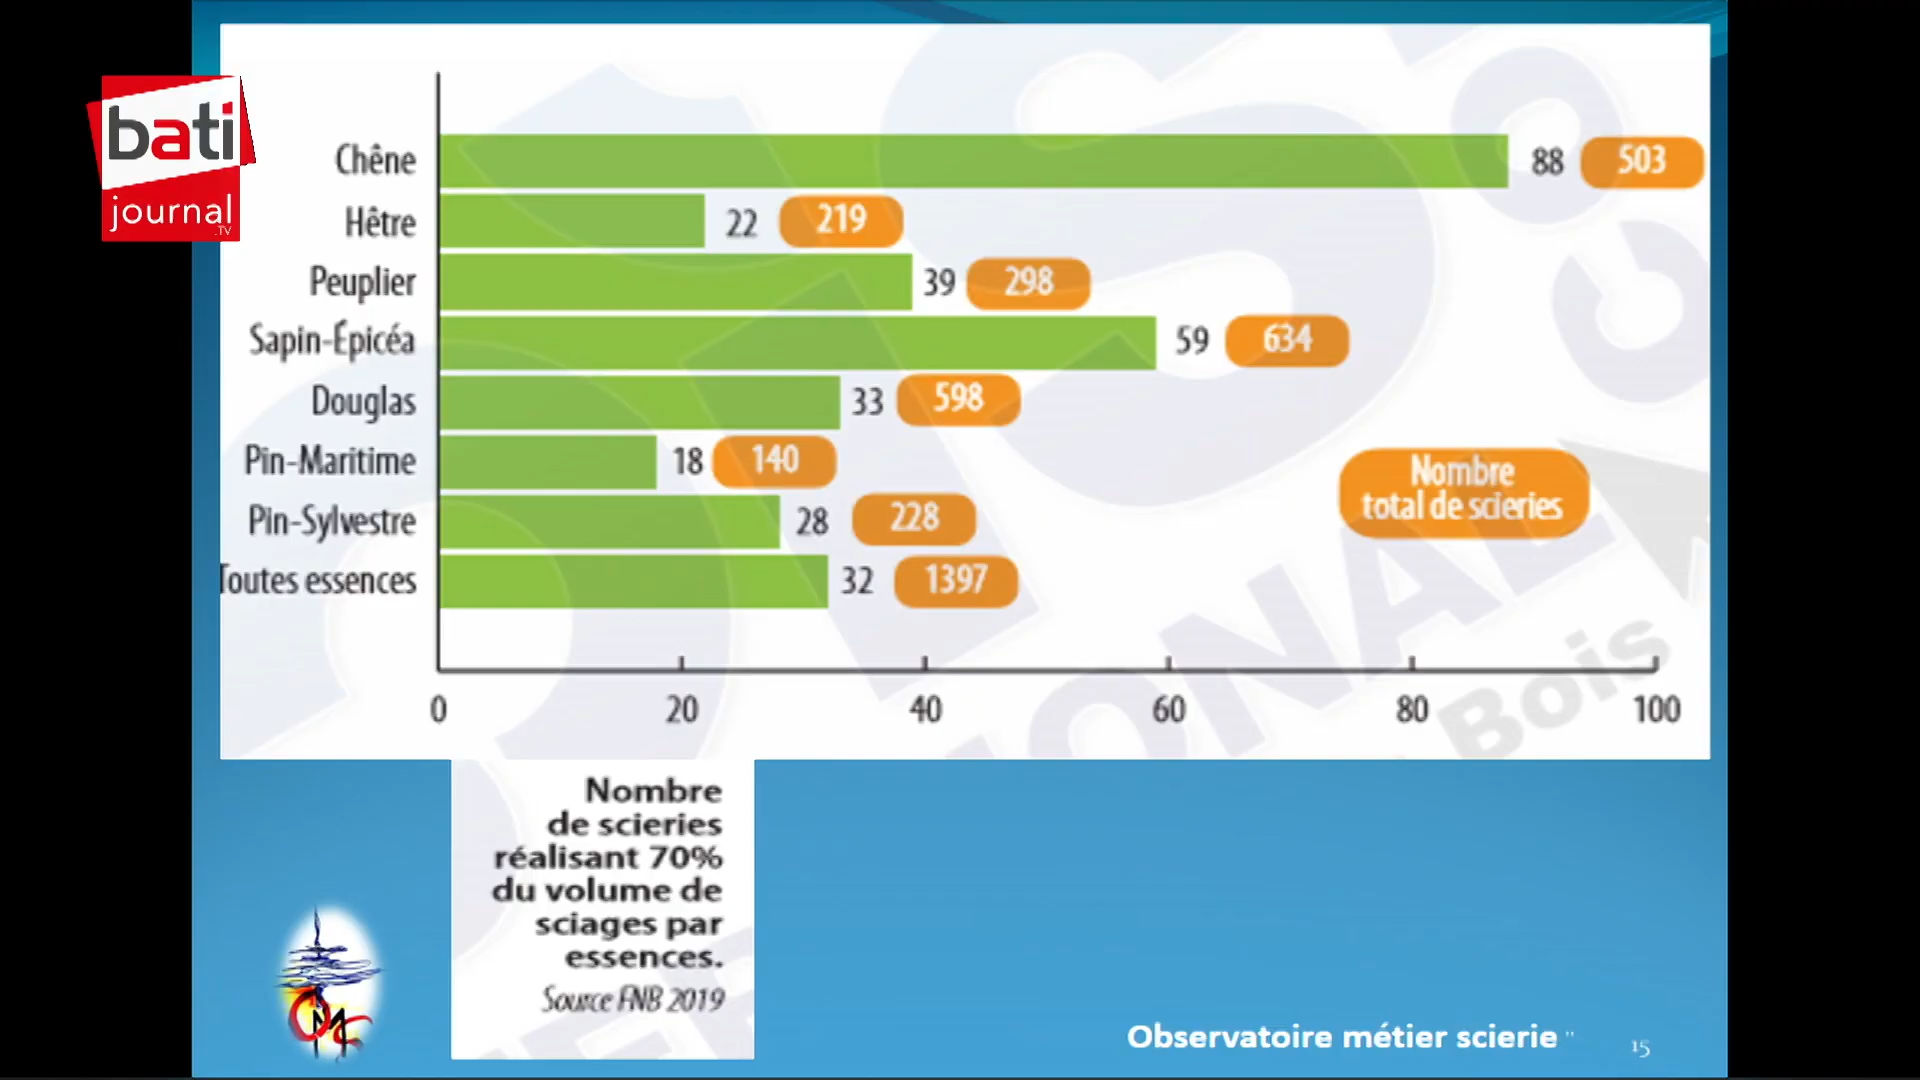 bati
journal
.TV
Chêne 88 503
Hêtre 22 219
Peuplier 39 298
Sapin-Épicéa 59 634
Douglas 33 598
Pin-Maritime 18 140
Pin-Sylvestre 28 228
Toutes essences 32 1397
Nombre
total de scieries
0 20 40 60 80 100
Bois
Nombre
de scieries
réalisant 70%
du volume de
sciages par
essences.
Source FNB 2019
Observatoire métier scierie "
15